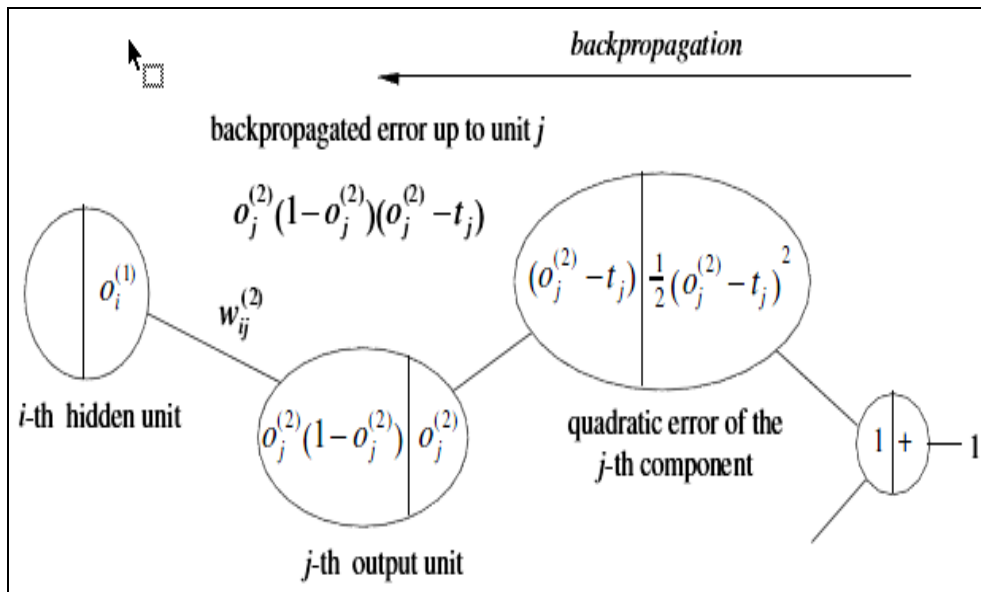 backpropagation
backpropagated error up to unit j
o_j^{(2)}(1−o_j^{(2)})(o_j^{(2)} −t_j)
o_i^{(1)}
w_{ij}^{(2)}
(o_j^{(2)} −t_j) ½(o_j^{(2)} −t_j)^2
i-th hidden unit
o_j^{(2)}(1−o_j^{(2)}) o_j^{(2)}
quadratic error of the
j-th component
1 + 1
j-th output unit